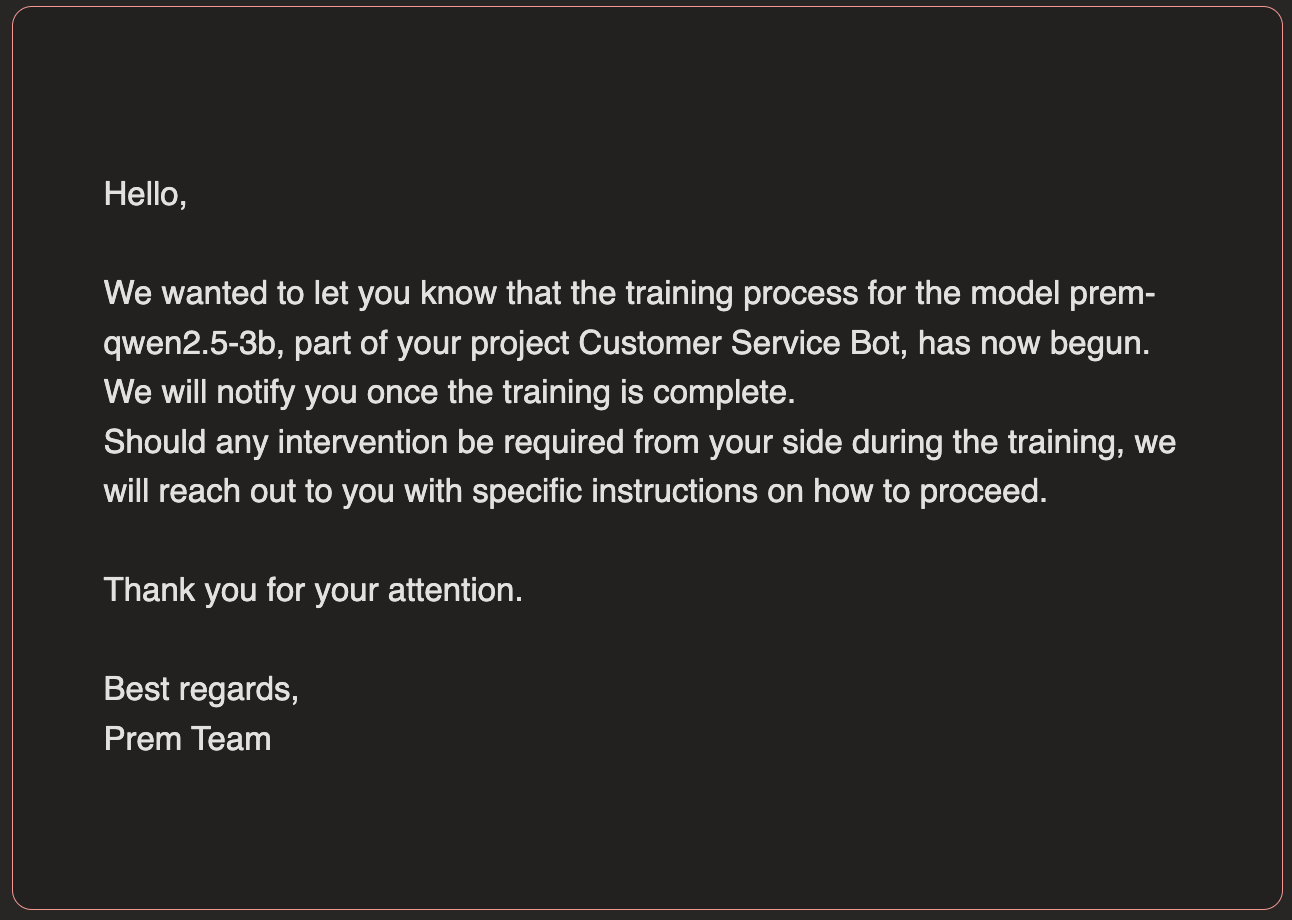 Hello,
We wanted to let you know that the training process for the model prem-
qwen2.5-3b, part of your project Customer Service Bot, has now begun.
We will notify you once the training is complete.
Should any intervention be required from your side during the training, we
will reach out to you with specific instructions on how to proceed.
Thank you for your attention.
Best regards,
Prem Team